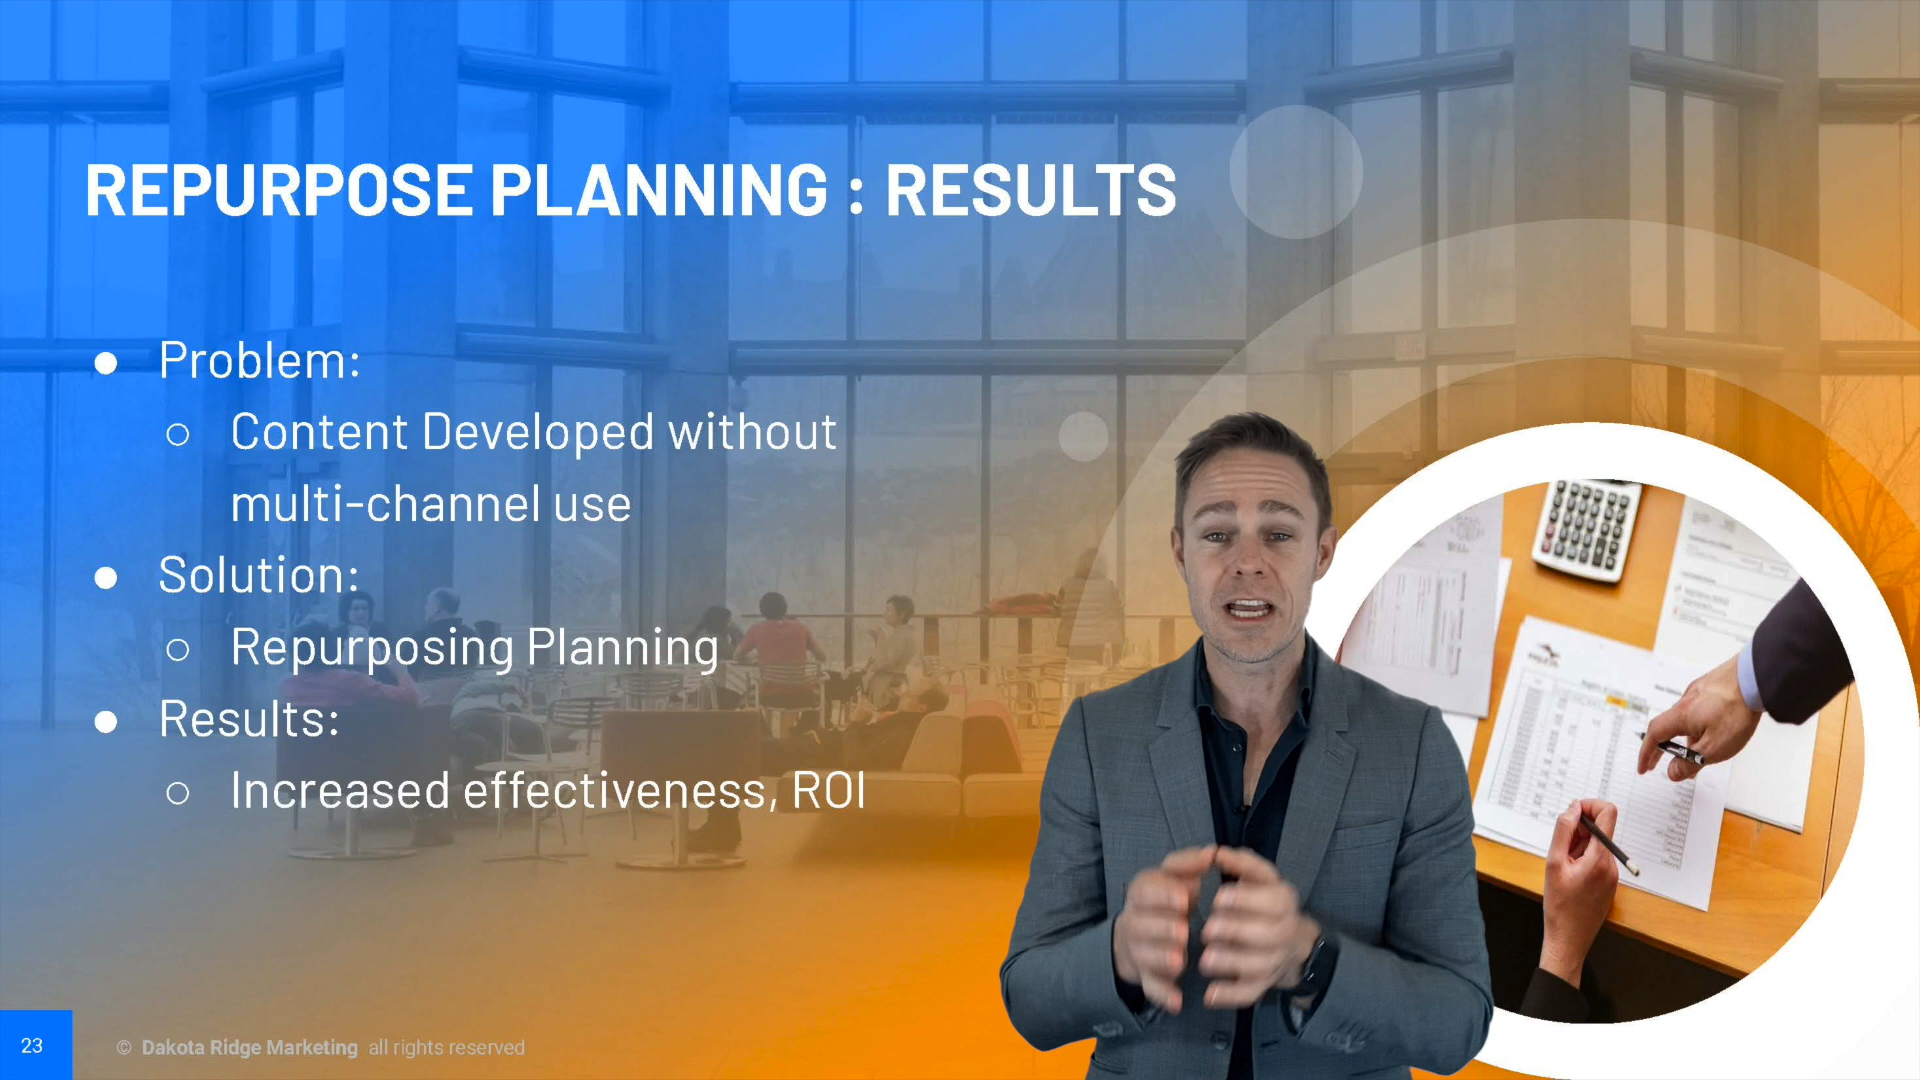 REPURPOSE PLANNING : RESULTS
● Problem:
○ Content Developed without
multi-channel use
● Solution:
○ Repurposing Planning
● Results:
○ Increased effectiveness, ROI
23
© Dakota Ridge Marketing all rights reserved